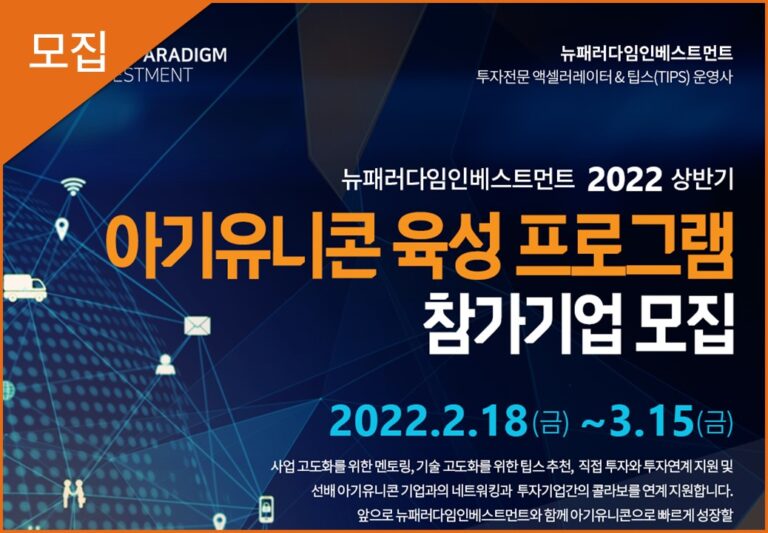 모집
ARADIGM
ESTMENT
뉴패러다임인베스트먼트
투자전문 액셀러레이터 & 팁스(TIPS) 운영사
뉴패러다임인베스트먼트 2022 상반기
아기유니콘 육성 프로그램
참가기업 모집
2022.2.18(금) ~3.15(금)
사업 고도화를 위한 멘토링, 기술 고도화를 위한 팁스 추천, 직접 투자와 투자연계 지원 및
선배 아기유니콘 기업과의 네트워킹과 투자기업간의 콜라보를 연계 지원합니다.
앞으로 뉴패러다임인베스트먼트와 함께 아기유니콘으로 빠르게 성장할